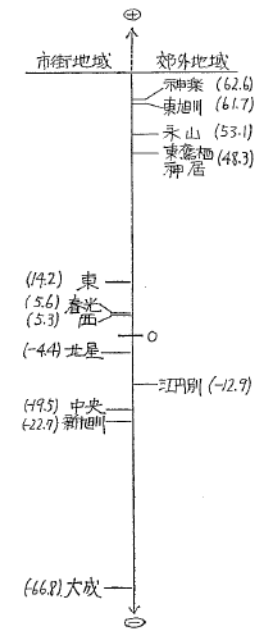 ⊕
市街地域 郊外地域
神楽 (62.6)
東旭川 (61.7)
永山 (53.1)
東鷹栖
神居 (48.3)
(14.2) 東
(5.6) 春光
(5.3) 西
0
(-4.4) 北星
江丹別 (-12.9)
(-19.5) 中央
(-22.7) 新旭川
(-66.8) 大成
⊖